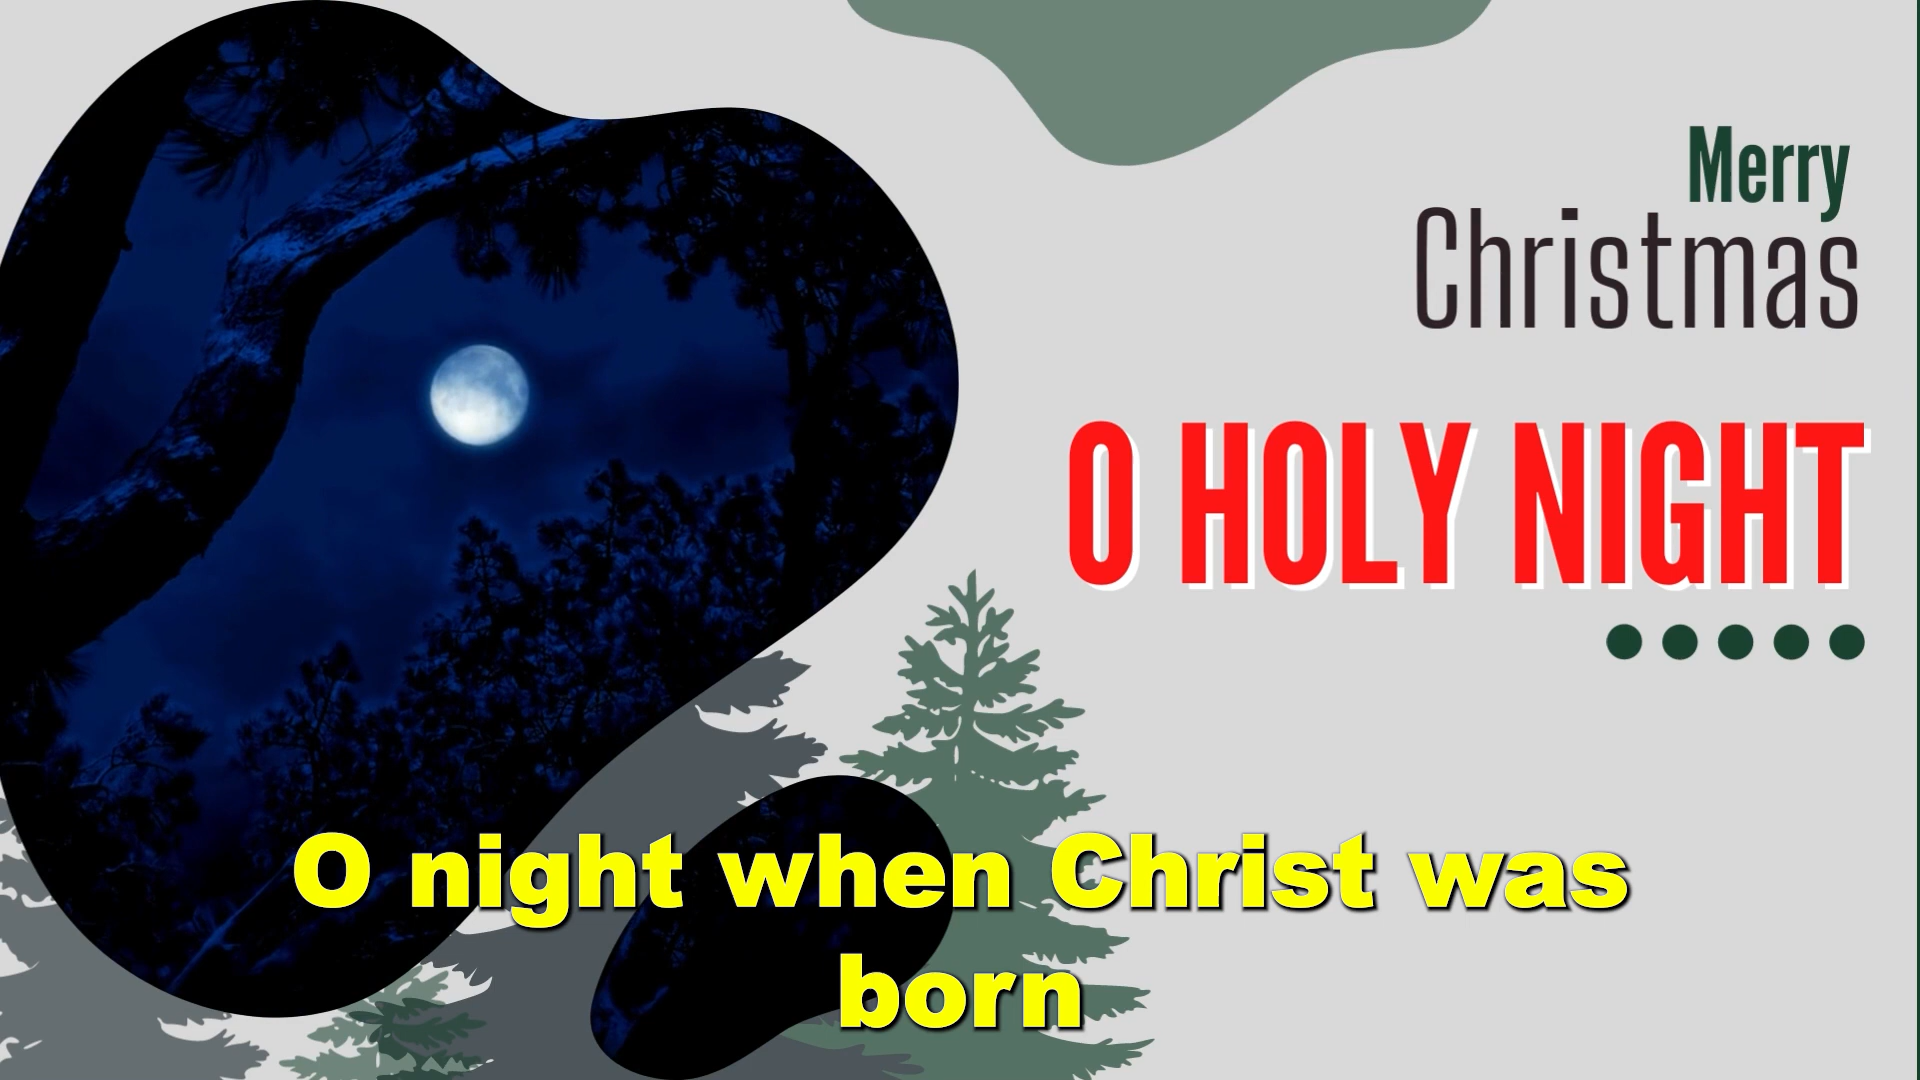 Merry
Christmas
O HOLY NIGHT
O night when Christ was
born